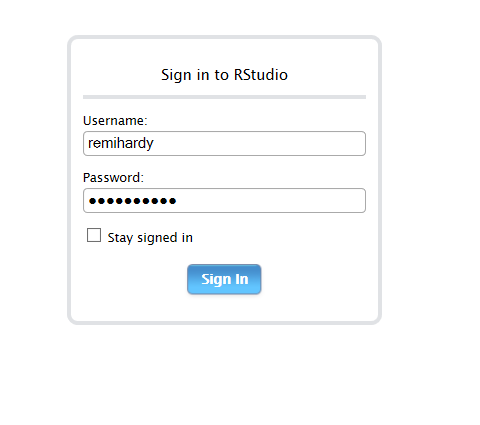 Sign in to RStudio
Username:
remihardy
Password:
●●●●●●●●●●
Stay signed in
Sign In